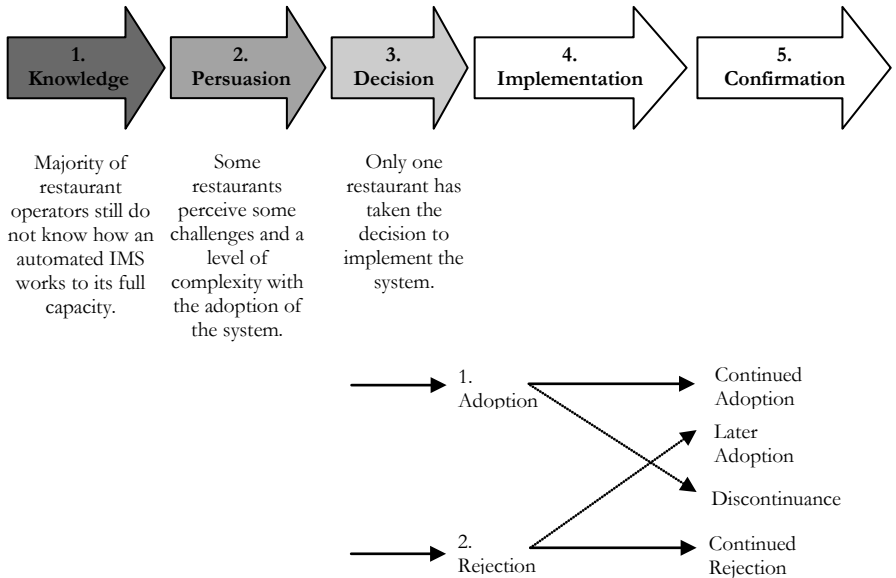 1.
Knowledge
2.
Persuasion
3.
Decision
4.
Implementation
5.
Confirmation
Majority of
restaurant
operators still do
not know how an
automated IMS
works to its full
capacity.
Some
restaurants
perceive some
challenges and a
level of
complexity with
the adoption of
the system.
Only one
restaurant has
taken the
decision to
implement the
system.
1.
Adoption
Continued
Adoption
Later
Adoption
Discontinuance
2.
Rejection
Continued
Rejection